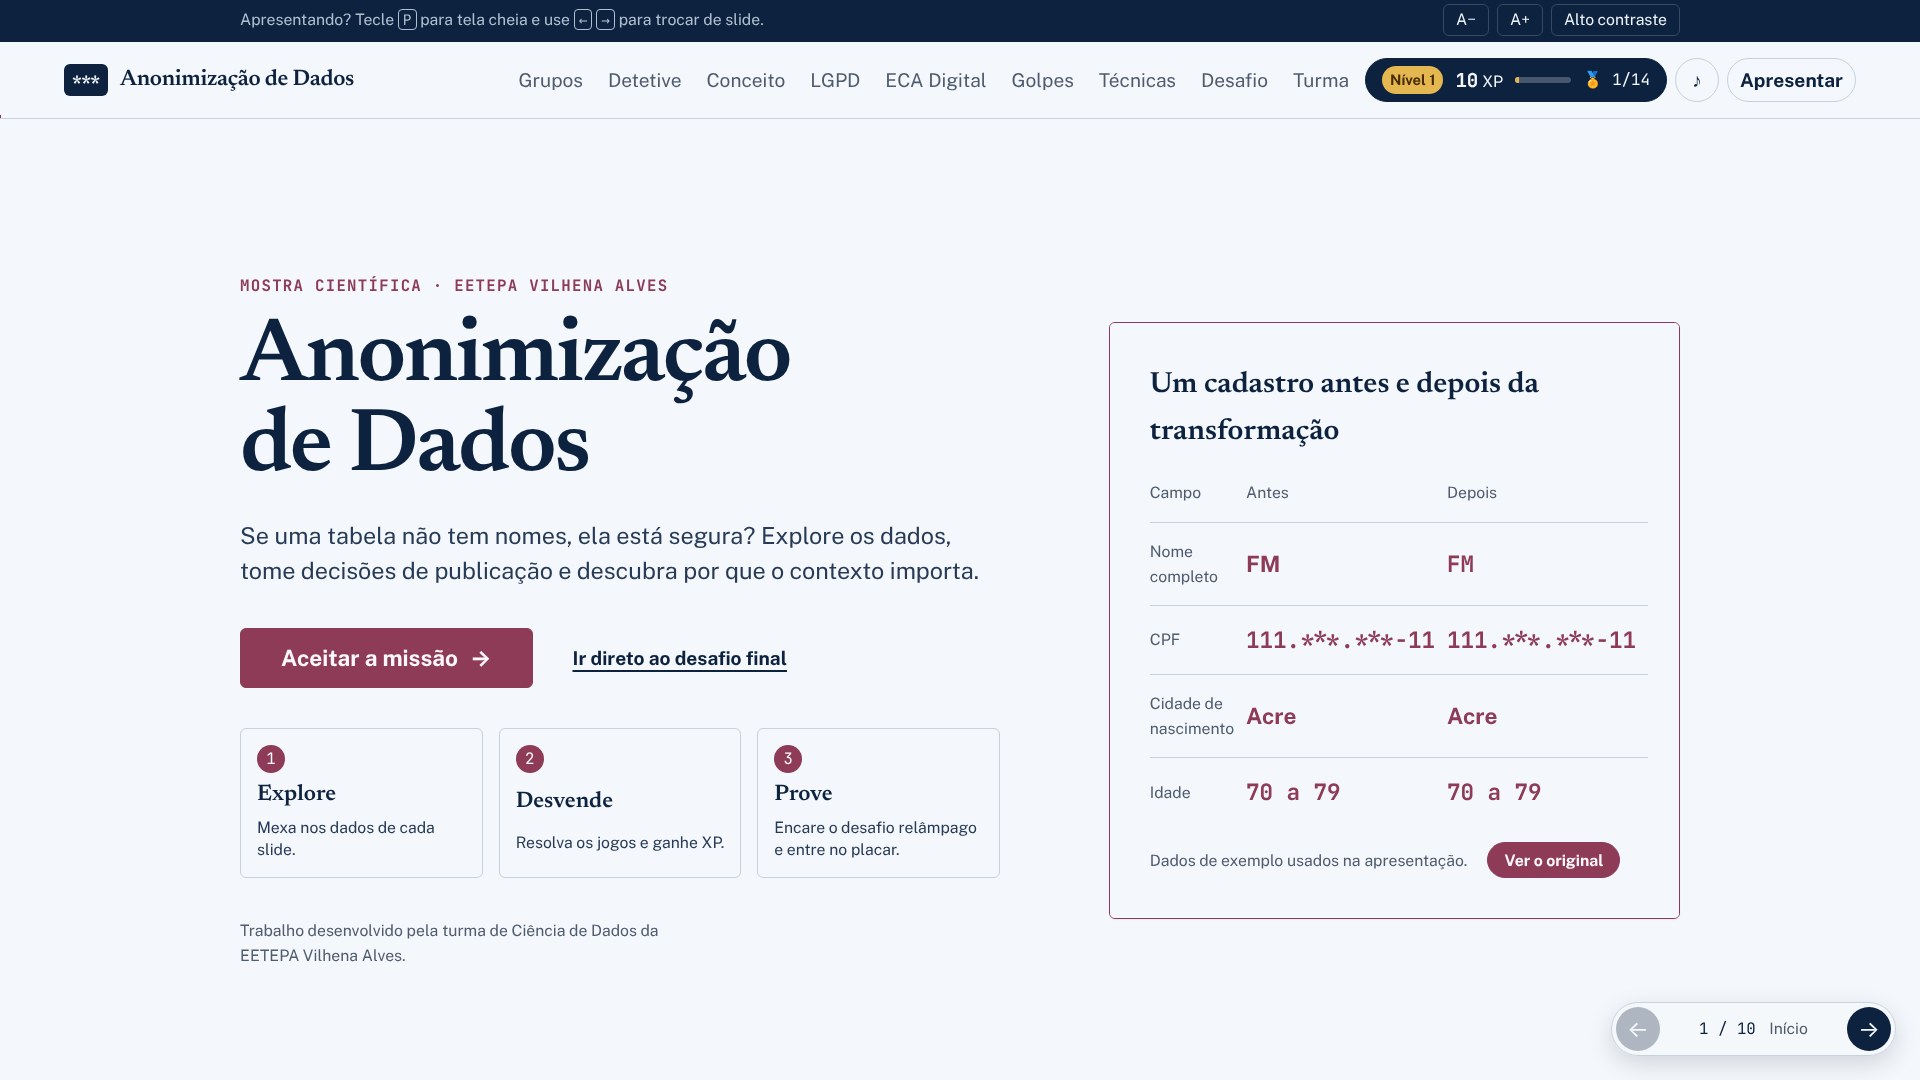 Apresentando? Tecle P para tela cheia e use ← → para trocar de slide.
A− A+ Alto contraste
*** Anonimização de Dados
Grupos Detetive Conceito LGPD ECA Digital Golpes Técnicas Desafio Turma
Nível 1 10 XP 🏅 1/14 ♪ Apresentar
MOSTRA CIENTÍFICA · EETEPA VILHENA ALVES
Anonimização
de Dados
Se uma tabela não tem nomes, ela está segura? Explore os dados,
tome decisões de publicação e descubra por que o contexto importa.
Aceitar a missão →
Ir direto ao desafio final
1
Explore
Mexa nos dados de cada
slide.
2
Desvende
Resolva os jogos e ganhe XP.
3
Prove
Encare o desafio relâmpago
e entre no placar.
Trabalho desenvolvido pela turma de Ciência de Dados da
EETEPA Vilhena Alves.
Um cadastro antes e depois da
transformação
Campo Antes Depois
Nome completo FM FM
CPF 111.***.***-11 111.***.***-11
Cidade de nascimento Acre Acre
Idade 70 a 79 70 a 79
Dados de exemplo usados na apresentação. Ver o original
← 1 / 10 Início →